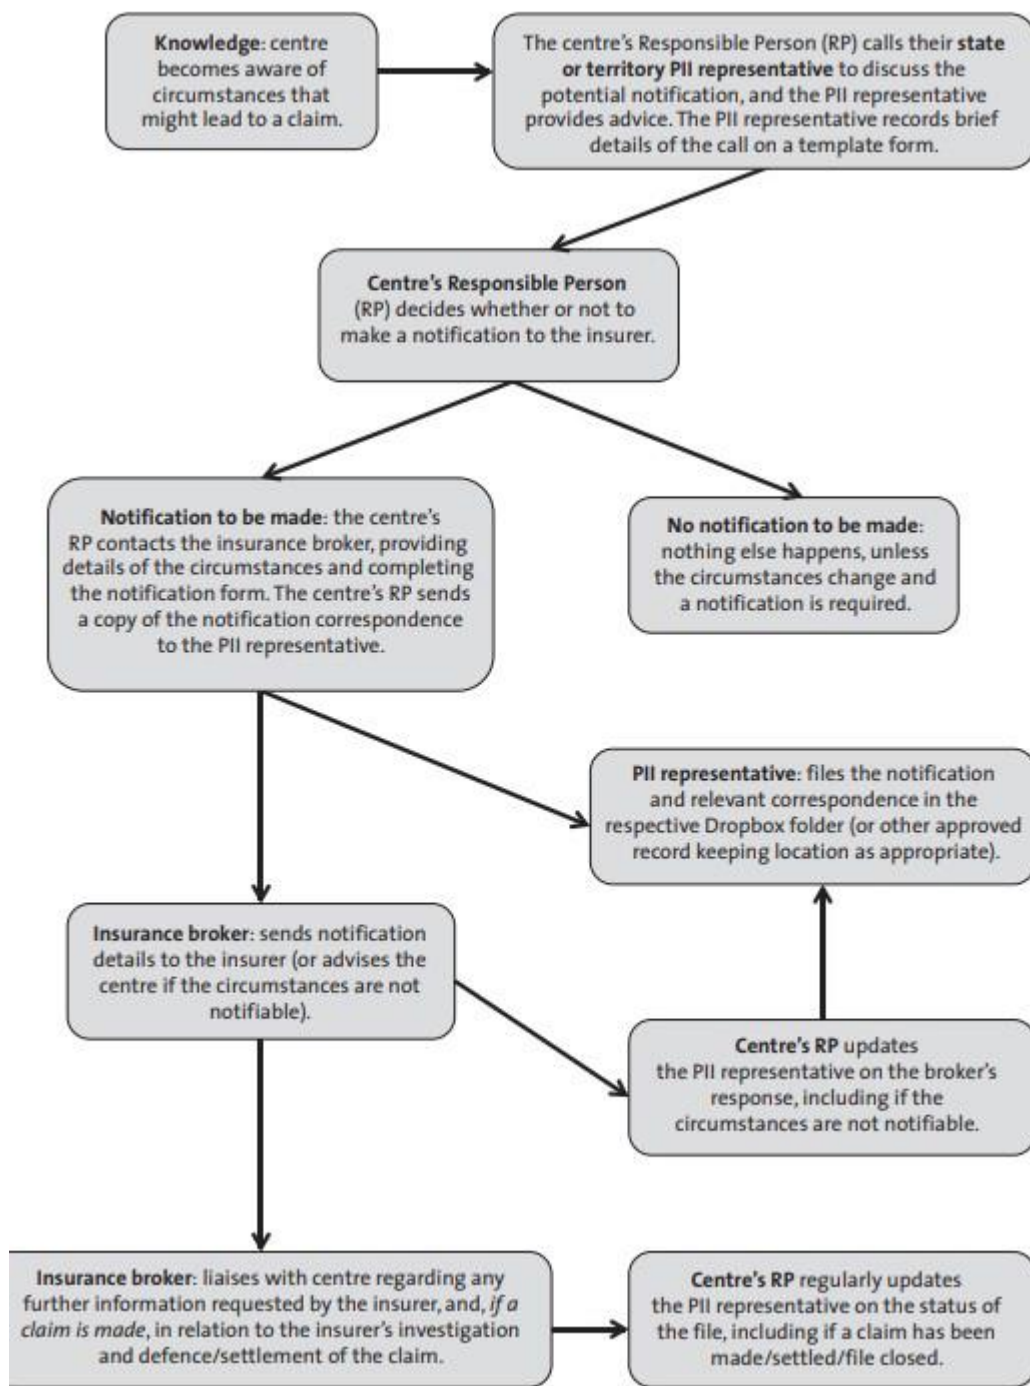 Knowledge: centre
becomes aware of
circumstances that
might lead to a claim.
The centre’s Responsible Person (RP) calls their state
or territory PII representative to discuss the
potential notification, and the PII representative
provides advice. The PII representative records brief
details of the call on a template form.
Centre’s Responsible Person
(RP) decides whether or not to
make a notification to the insurer.
Notification to be made: the centre’s
RP contacts the insurance broker, providing
details of the circumstances and completing
the notification form. The centre’s RP sends
a copy of the notification correspondence
to the PII representative.
No notification to be made:
nothing else happens, unless
the circumstances change and
a notification is required.
PII representative: files the notification
and relevant correspondence in the
respective Dropbox folder (or other approved
record keeping location as appropriate).
Insurance broker: sends notification
details to the insurer (or advises the
centre if the circumstances are not
notifiable).
Centre’s RP updates
the PII representative on the broker’s
response, including if the
circumstances are not notifiable.
Insurance broker: liaises with centre regarding any
further information requested by the insurer, and, if a
claim is made, in relation to the insurer’s investigation
and defence/settlement of the claim.
Centre’s RP regularly updates
the PII representative on the status of
the file, including if a claim has been
made/settled/file closed.